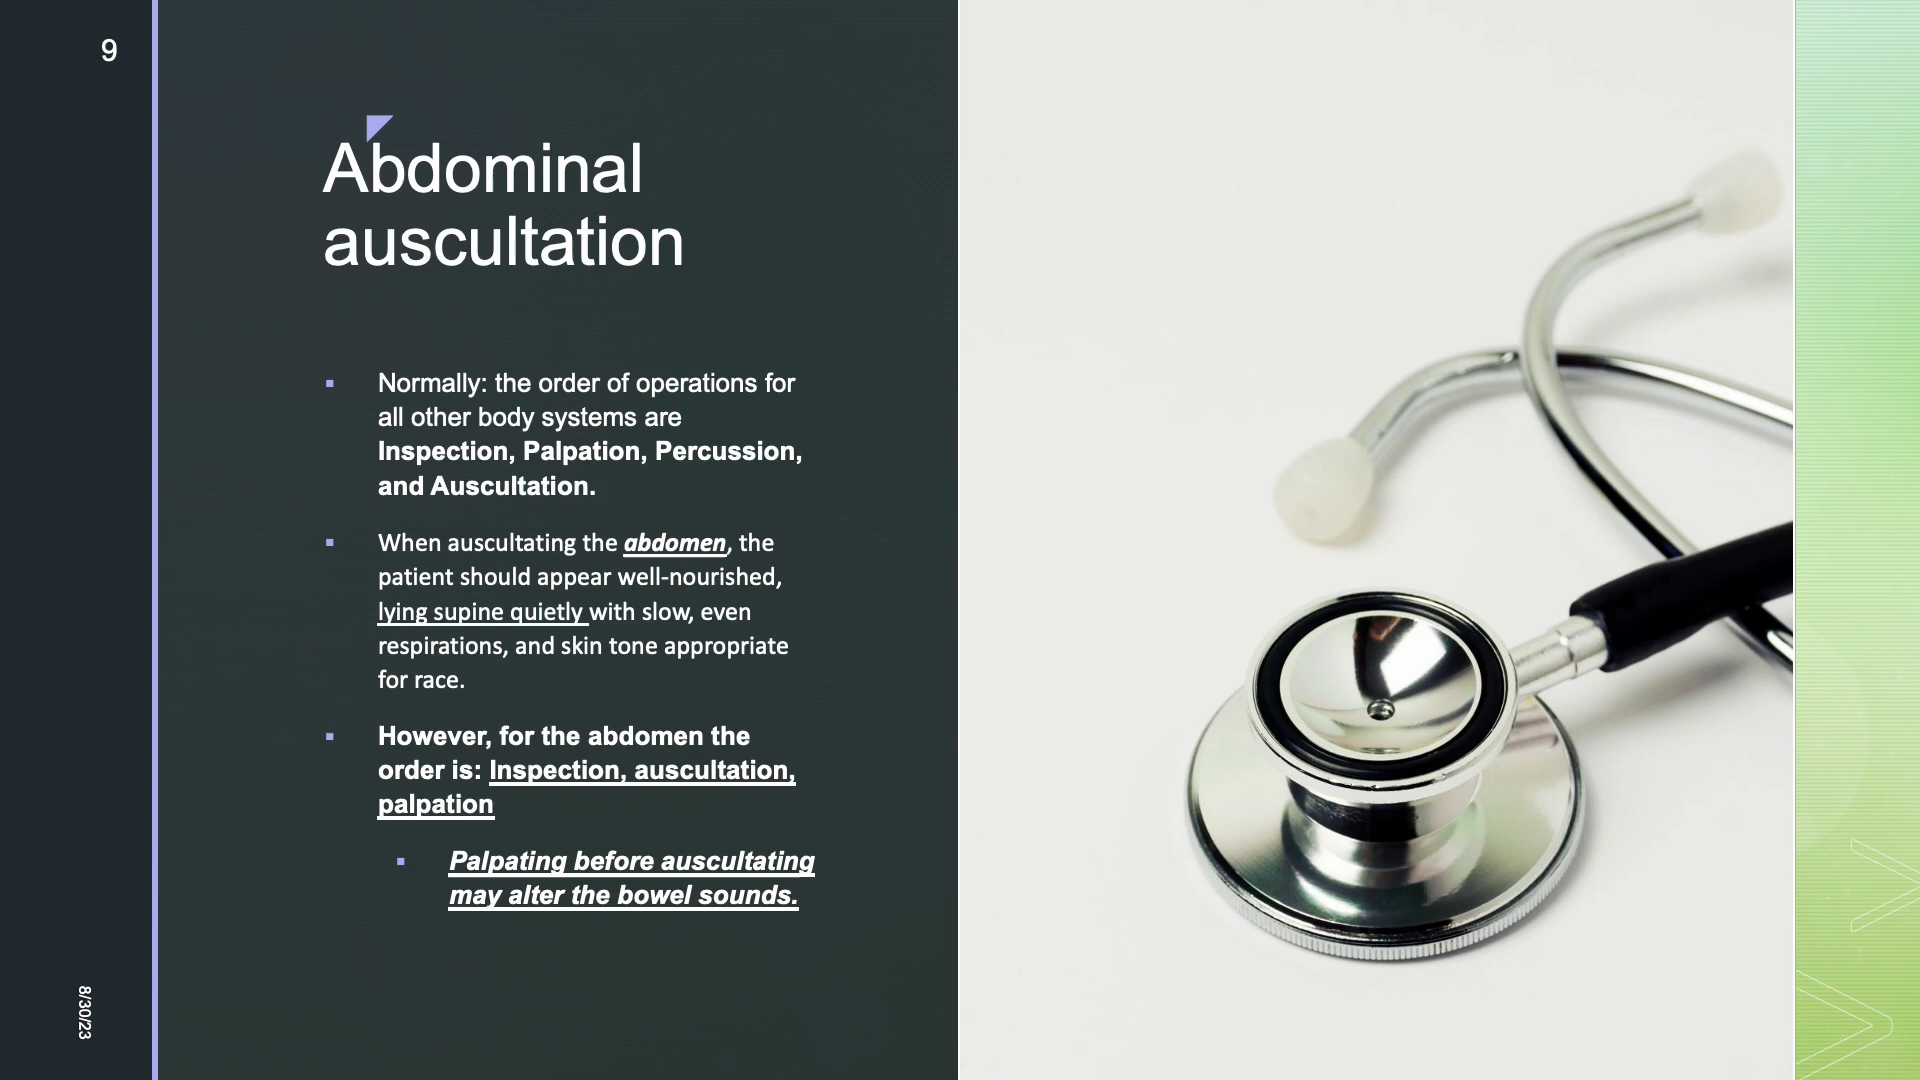 9
Abdominal
auscultation
Normally: the order of operations for
all other body systems are
Inspection, Palpation, Percussion,
and Auscultation.
When auscultating the abdomen, the
patient should appear well-nourished,
lying supine quietly with slow, even
respirations, and skin tone appropriate
for race.
However, for the abdomen the
order is: Inspection, auscultation,
palpation
Palpating before auscultating
may alter the bowel sounds.
8/30/23